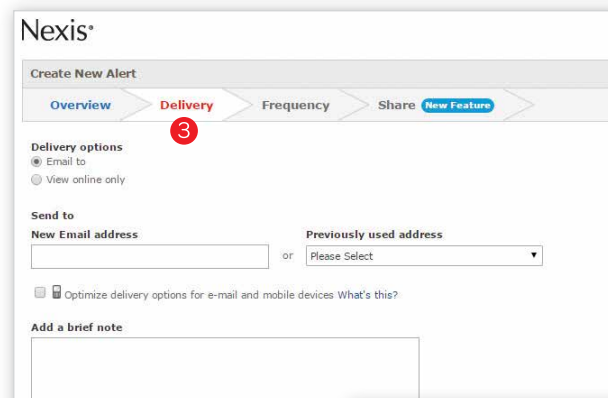 Nexis®
Create New Alert
Overview Delivery Frequency Share New Feature
3
Delivery options
Email to
View online only
Send to
New Email address Previously used address
or Please Select
Optimize delivery options for e-mail and mobile devices What's this?
Add a brief note